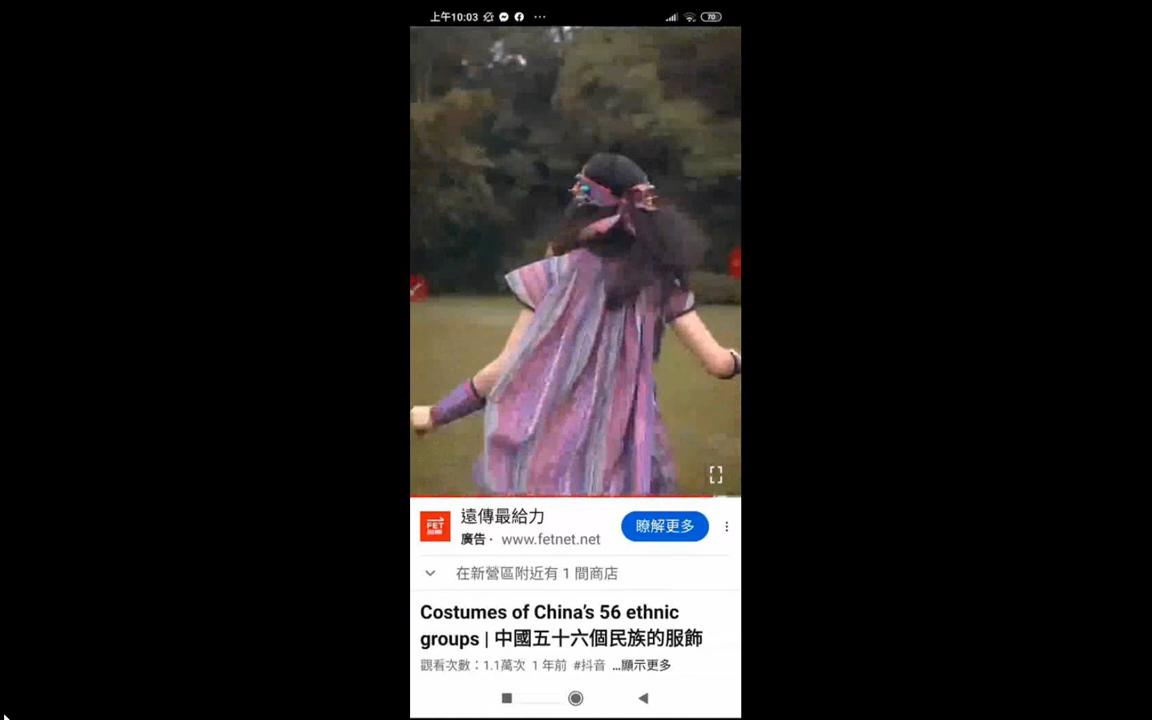 上午10:03
70
遠傳最給力
FET
廣告 · www.fetnet.net
瞭解更多
在新營區附近有 1 間商店
Costumes of China's 56 ethnic
groups | 中國五十六個民族的服飾
觀看次數：1.1萬次 1 年前 #抖音 ...顯示更多